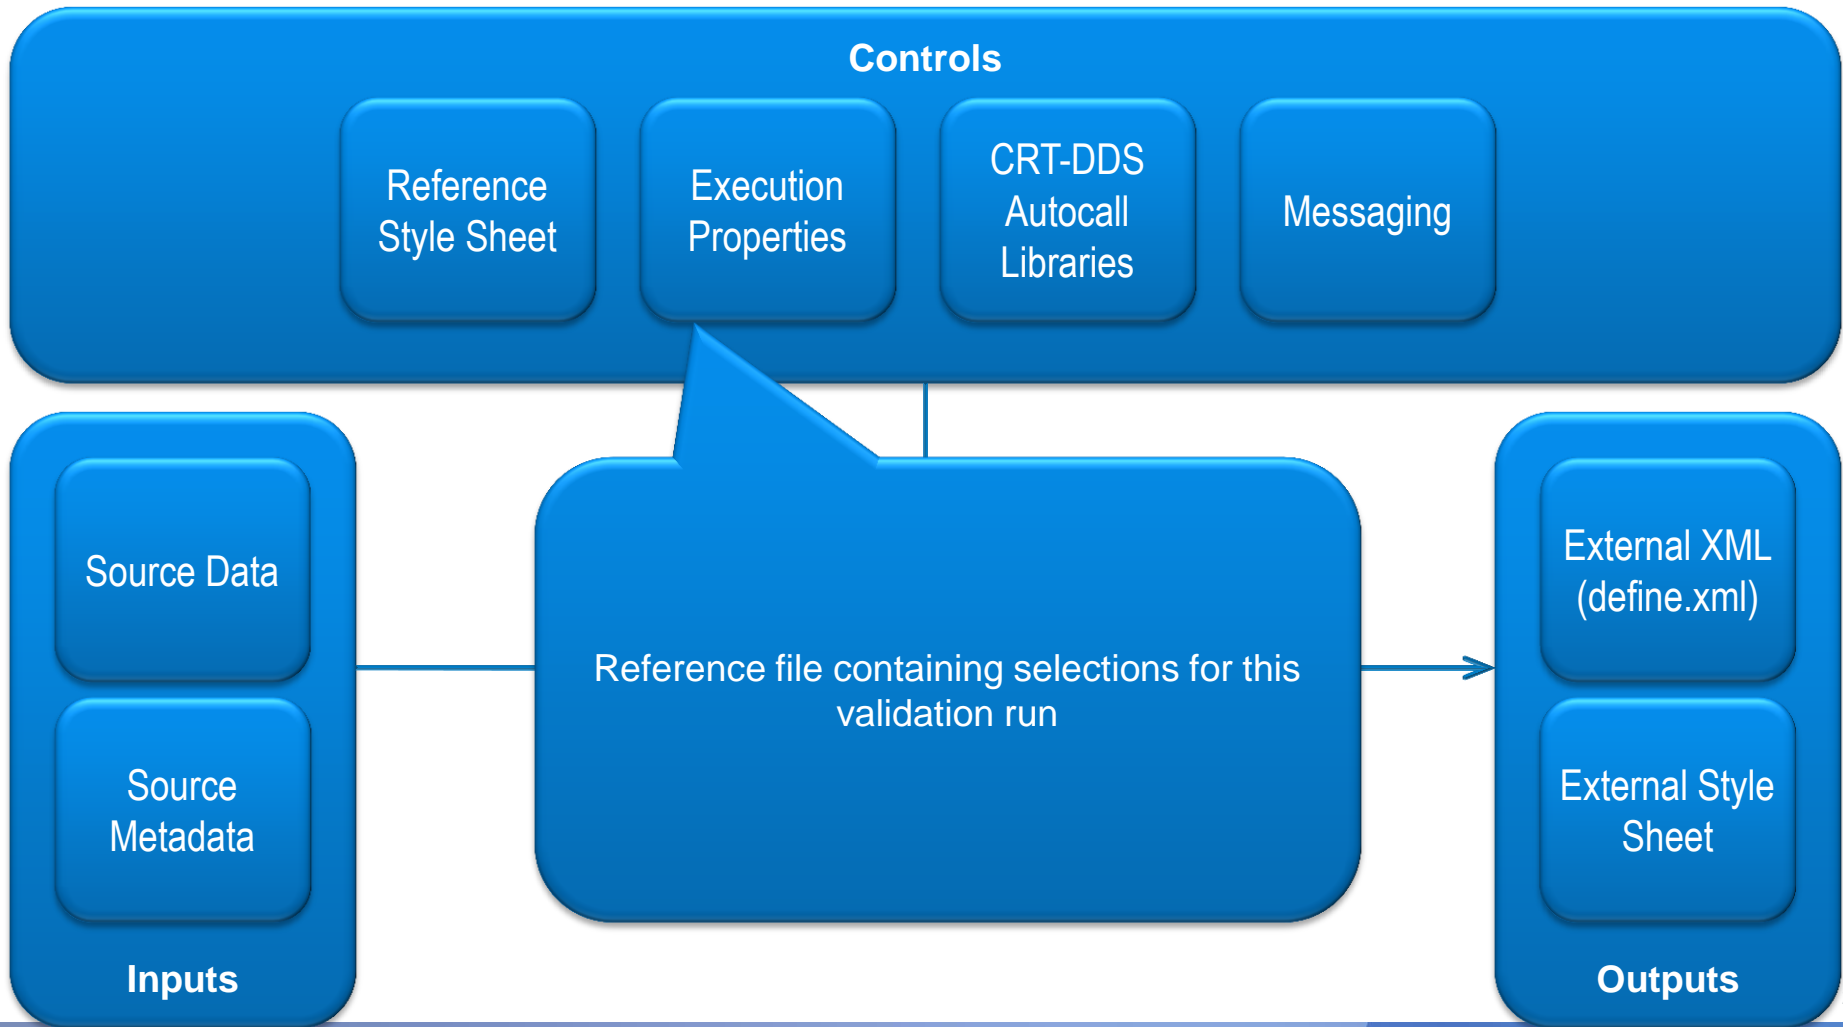 Controls
Reference
Style Sheet
Execution
Properties
CRT-DDS
Autocall
Libraries
Messaging
Source Data
Source
Metadata
Inputs
Reference file containing selections for this
validation run
External XML
(define.xml)
External Style
Sheet
Outputs